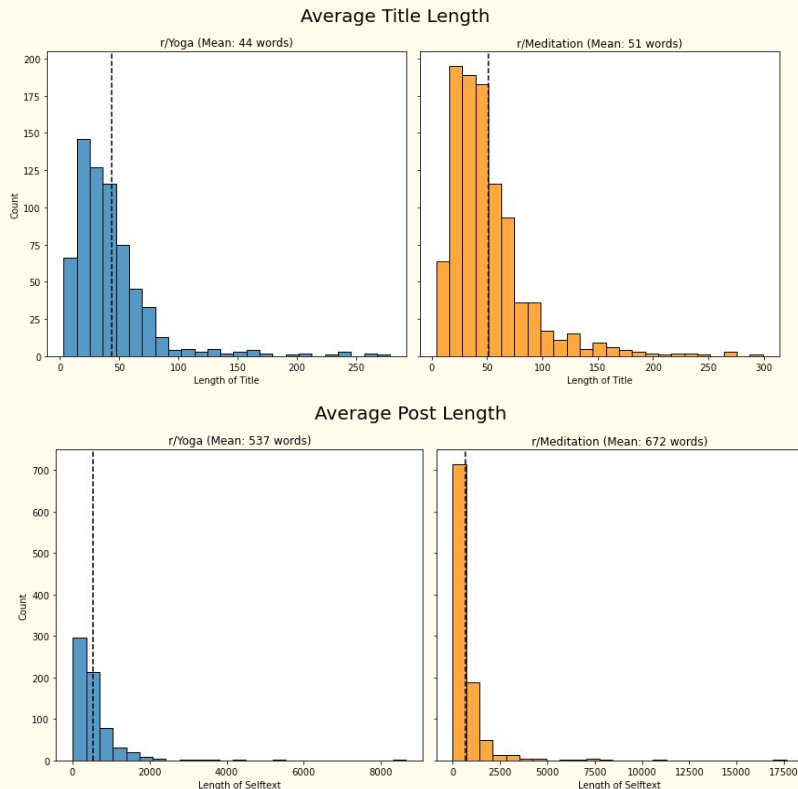 Average Title Length
r/Yoga (Mean: 44 words)
r/Meditation (Mean: 51 words)
200
175
150
125
100
75
50
25
0
Count
0 50 100 150 200 250
0 50 100 150 200 250 300
Length of Title
Length of Title
Average Post Length
r/Yoga (Mean: 537 words)
r/Meditation (Mean: 672 words)
700
600
500
400
300
200
100
0
Count
0 2000 4000 6000 8000
0 2500 5000 7500 10000 12500 15000 17500
Length of Selftext
Length of Selftext